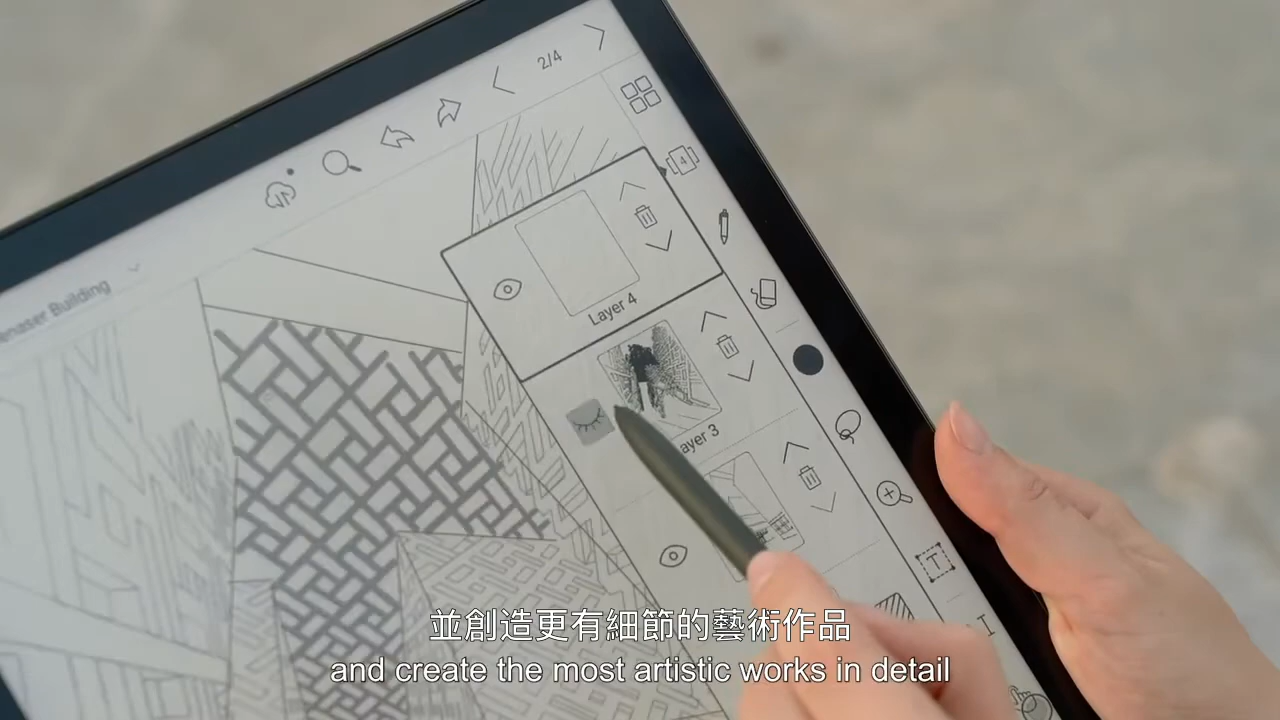 2/4
4
Building
Layer 4
ayer 3
T
並創造更有細節的藝術作品
and create the most artistic works in detail